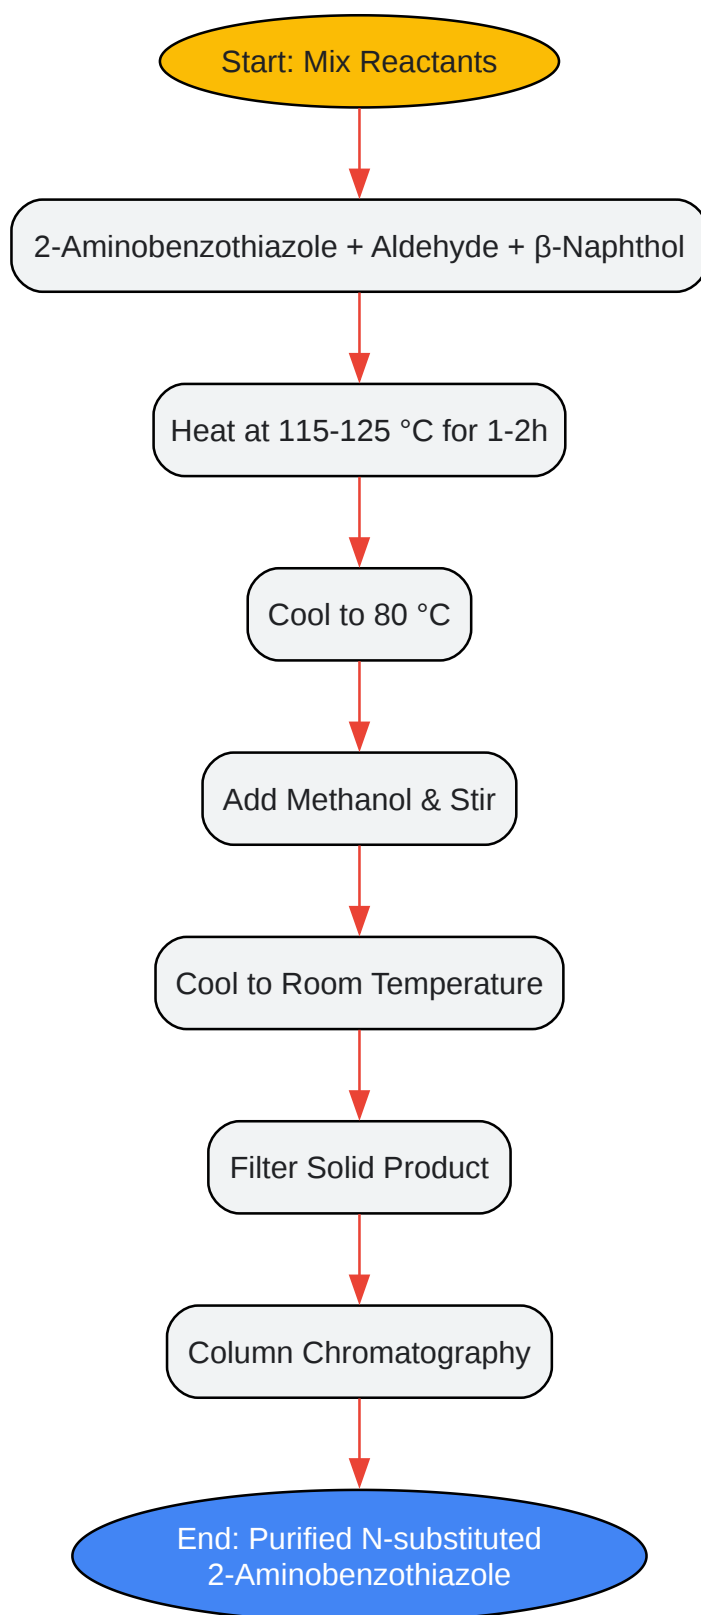 Start: Mix Reactants
2-Aminobenzothiazole + Aldehyde + β-Naphthol
Heat at 115-125 °C for 1-2h
Cool to 80 °C
Add Methanol & Stir
Cool to Room Temperature
Filter Solid Product
Column Chromatography
End: Purified N-substituted
2-Aminobenzothiazole